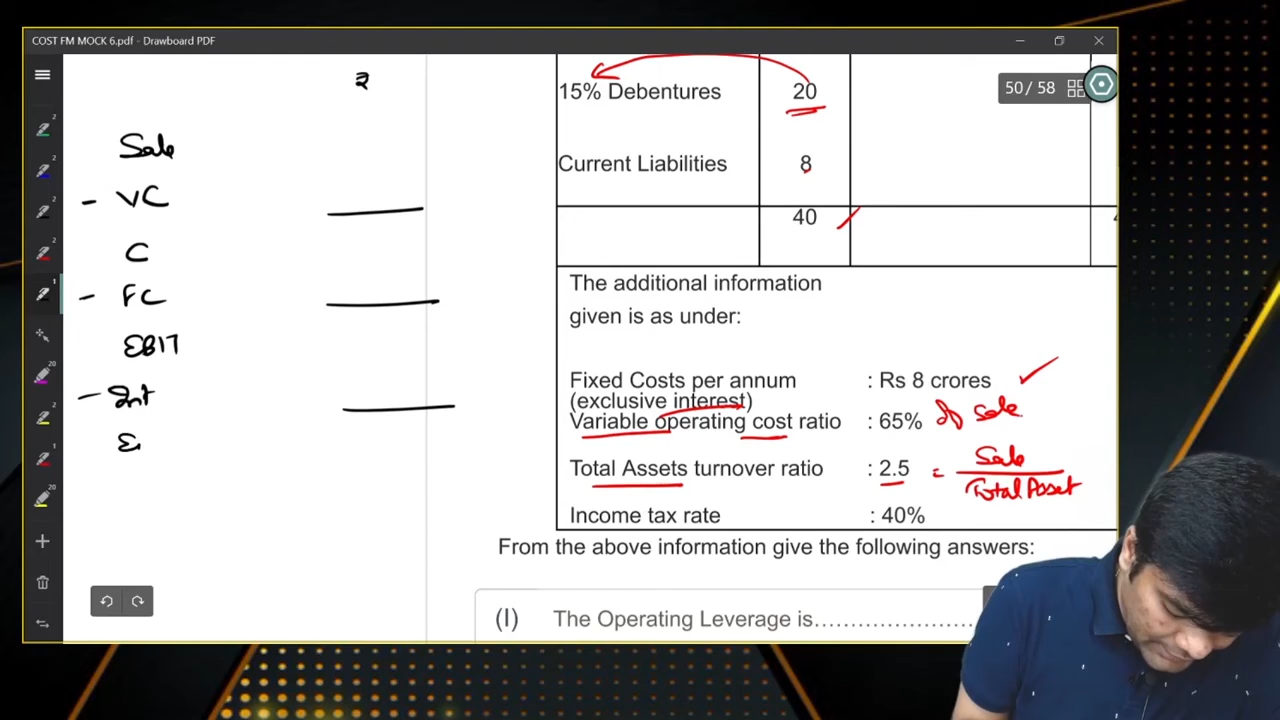 COST FM MOCK 6.pdf - Drawboard PDF
50 / 58
₹
Sale
- VC
C
- FC
EBIT
- Int
E
15% Debentures 20
Current Liabilities 8
40
The additional information
given is as under:
Fixed Costs per annum : Rs 8 crores
(exclusive interest)
Variable operating cost ratio : 65% of Sale
Total Assets turnover ratio : 2.5 = Sale
Total Asset
Income tax rate : 40%
From the above information give the following answers:
(I) The Operating Leverage is……………………